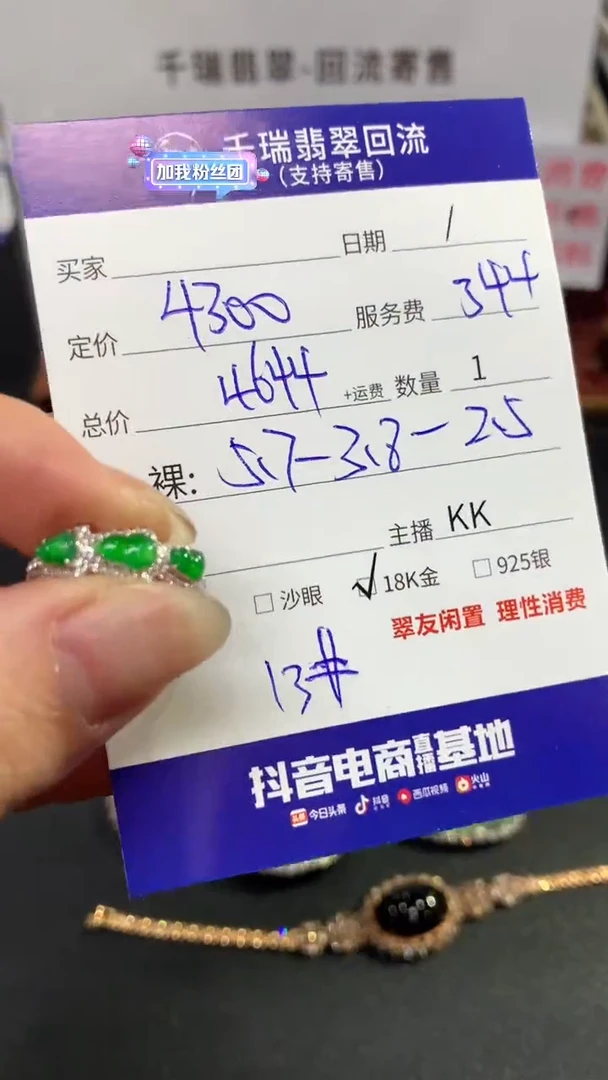 千瑞翡翠-回流寄售
千瑞翡翠回流
加我粉丝团
(支持寄售)
买家 日期 /
定价 4300 服务费 344
总价 4644 +运费 数量 1
裸: 5.7-3.8-2.5
主播 KK
沙眼 ✓18K金 925银
翠友闲置 理性消费
13#
抖音电商直播基地
头条 今日头条 抖音 西瓜视频 火山